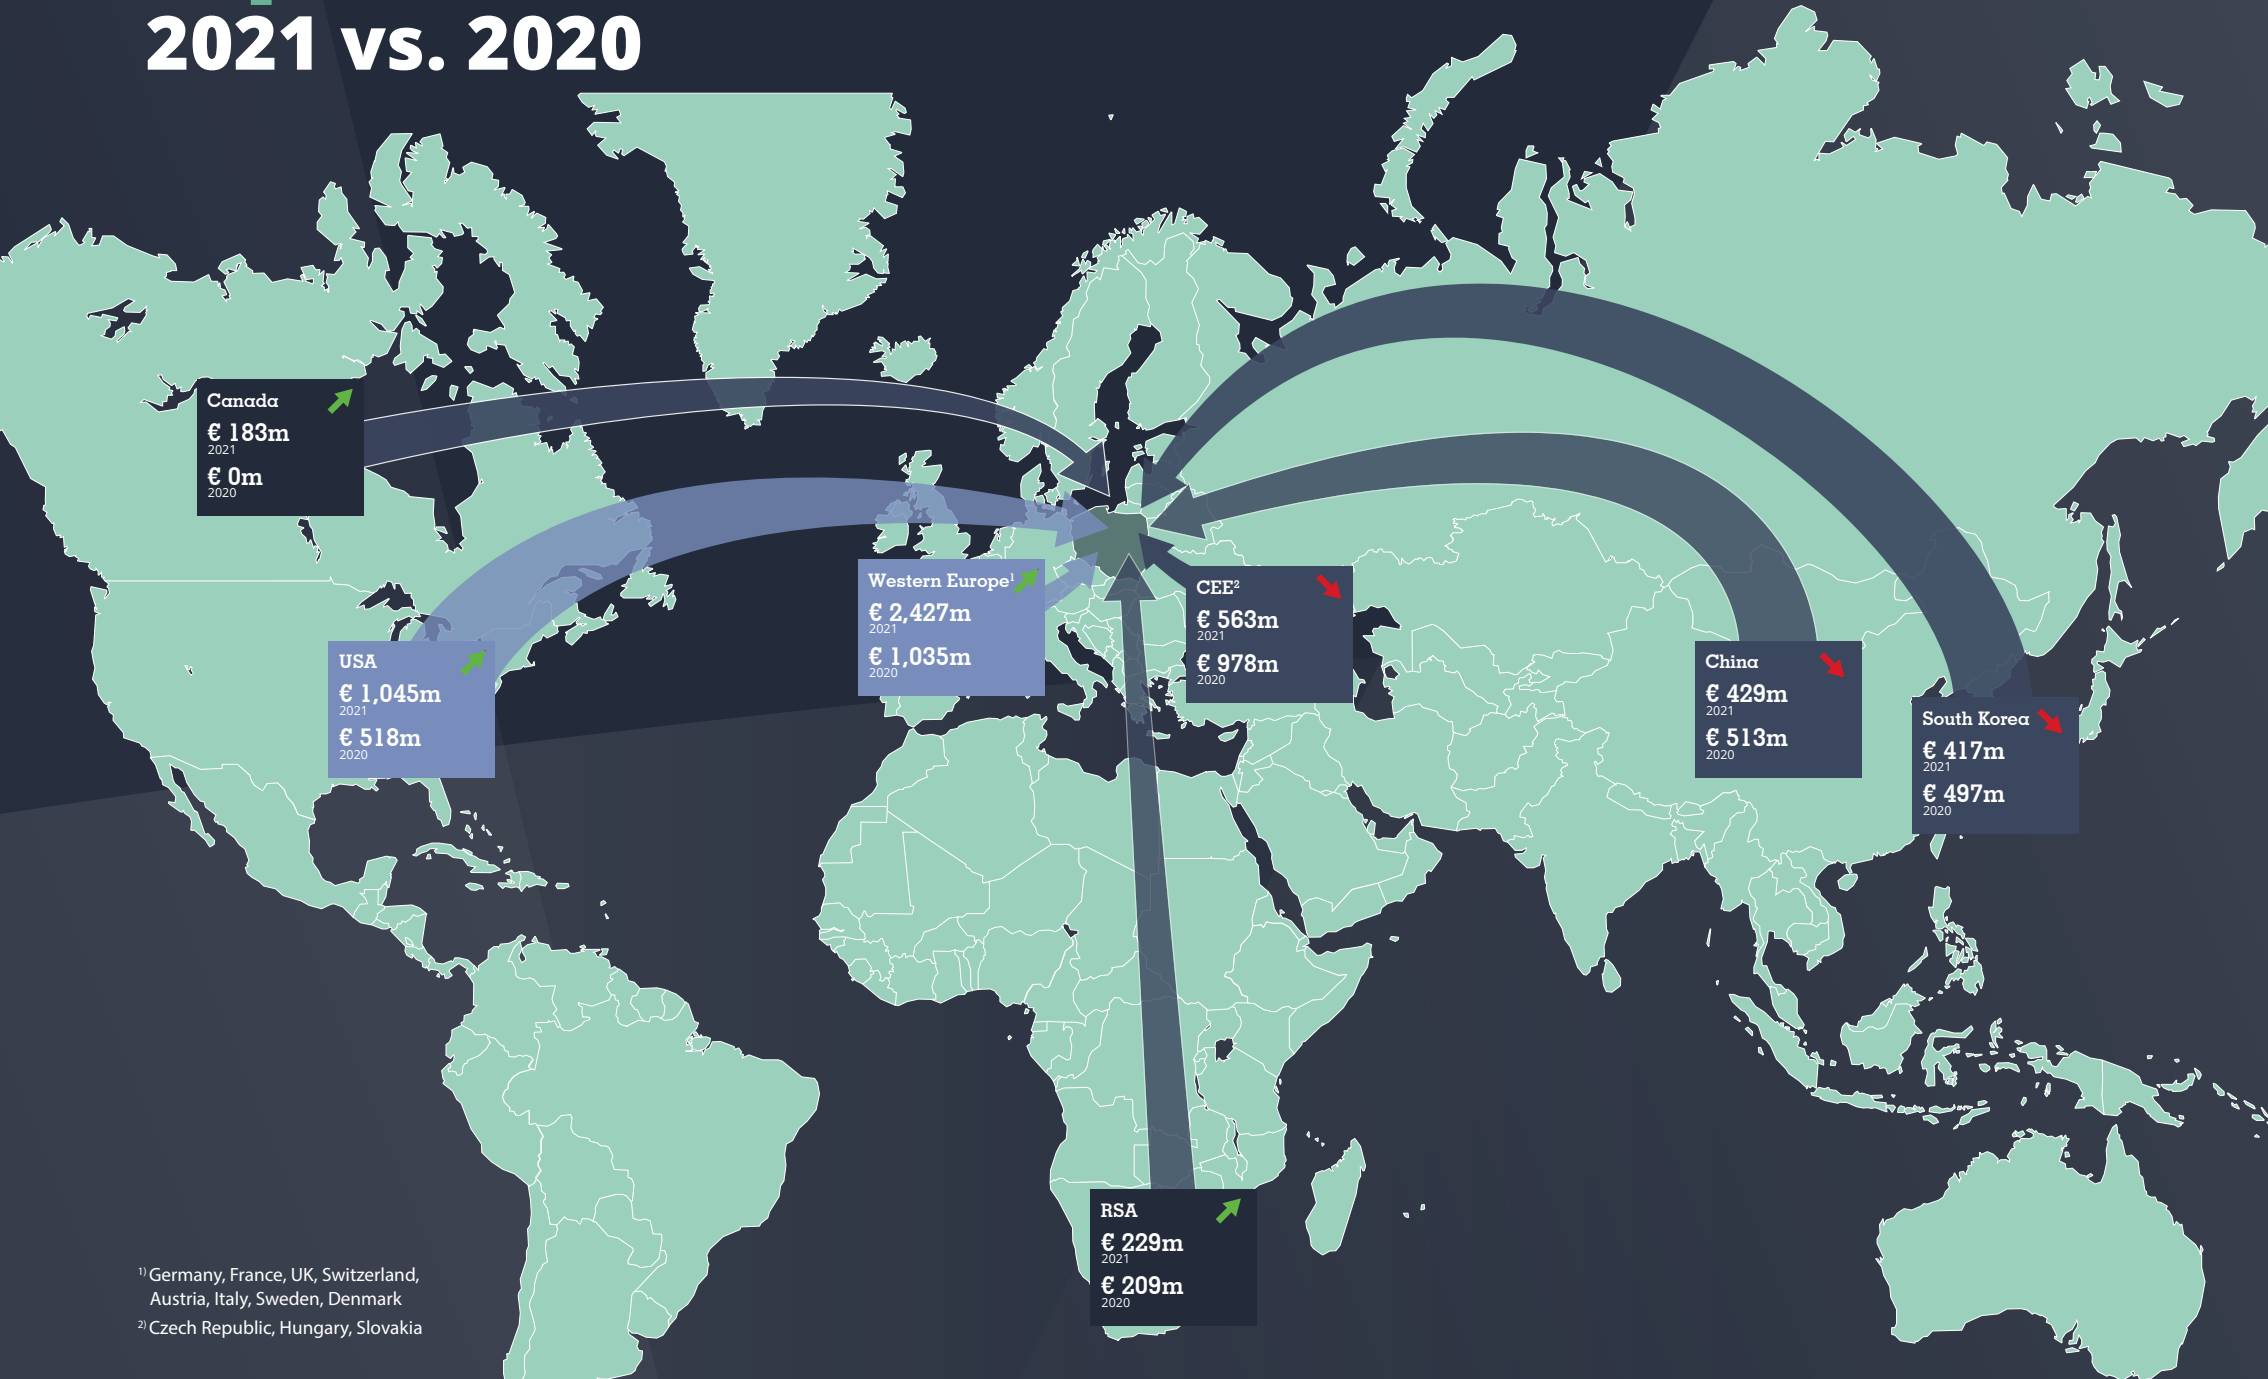 2021 vs. 2020
Canada
€ 183m
2021
€ 0m
2020
USA
€ 1,045m
2021
€ 518m
2020
Western Europe¹
€ 2,427m
2021
€ 1,035m
2020
CEE²
€ 563m
2021
€ 978m
2020
China
€ 429m
2021
€ 513m
2020
South Korea
€ 417m
2021
€ 497m
2020
RSA
€ 229m
2021
€ 209m
2020
¹⁾ Germany, France, UK, Switzerland,
Austria, Italy, Sweden, Denmark
²⁾ Czech Republic, Hungary, Slovakia